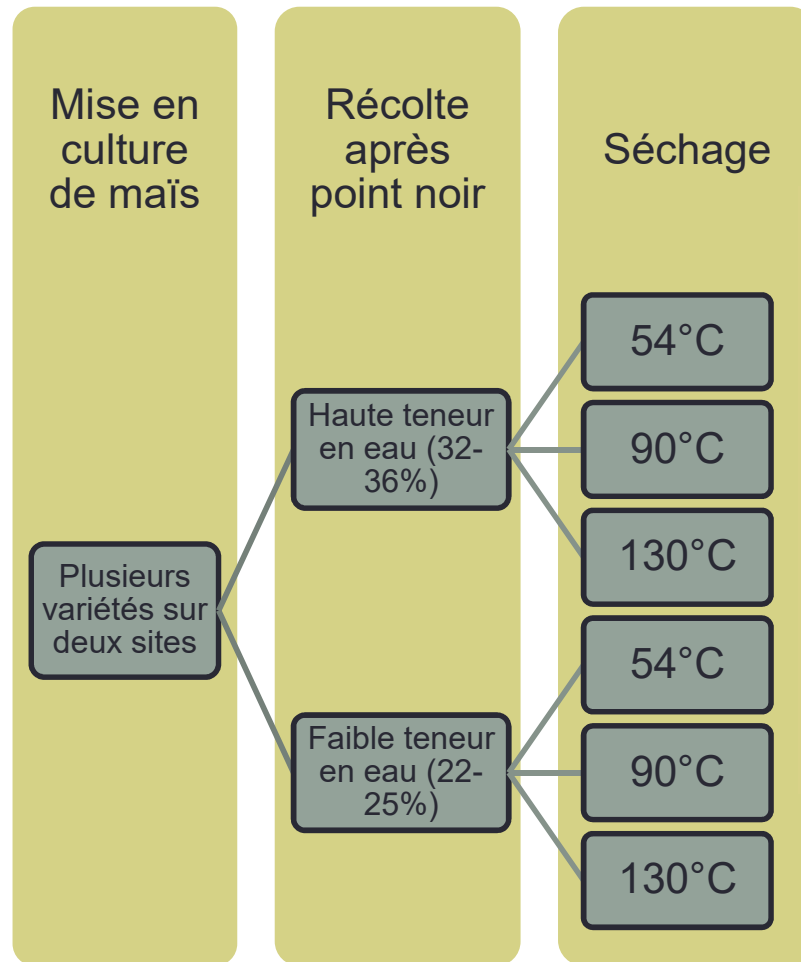 Mise en
culture
de maïs
Récolte
après
point noir
Séchage
Plusieurs
variétés sur
deux sites
Haute teneur
en eau (32-
36%)
Faible teneur
en eau (22-
25%)
54°C
90°C
130°C
54°C
90°C
130°C